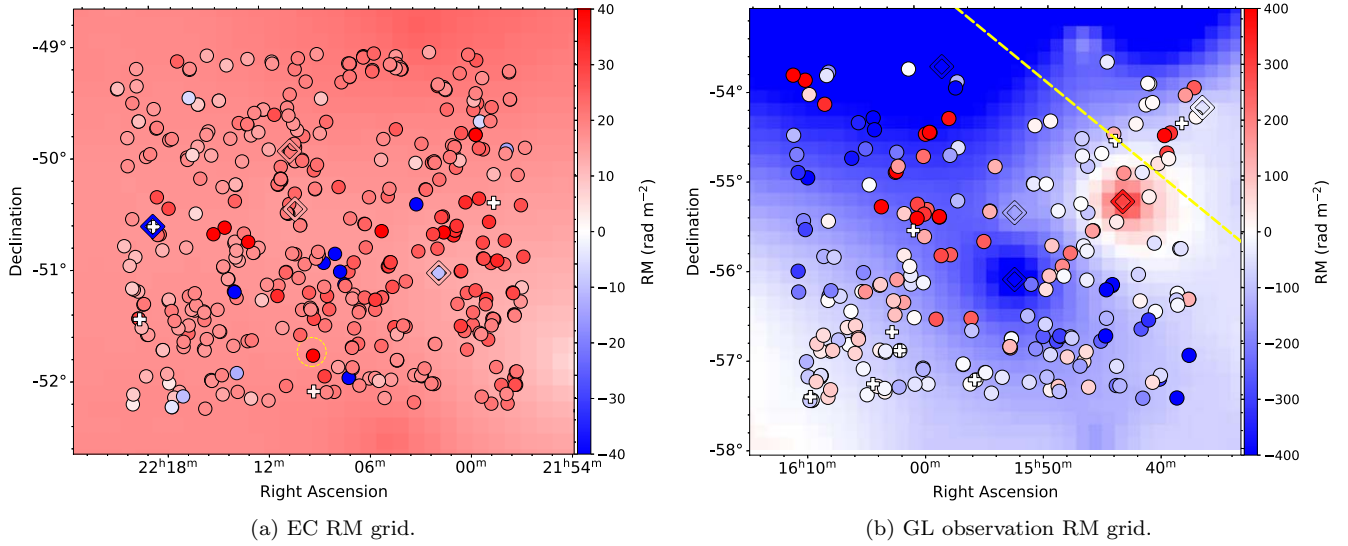 −49°
−50°
−51°
−52°
Declination
22ʰ18ᵐ 12ᵐ 06ᵐ 00ᵐ 21ʰ54ᵐ
Right Ascension
40
30
20
10
0
−10
−20
−30
−40
RM (rad m⁻²)
(a) EC RM grid.
-54°
-55°
-56°
-57°
-58°
Declination
16ʰ10ᵐ 00ᵐ 15ʰ50ᵐ 40ᵐ
Right Ascension
400
300
200
100
0
−100
−200
−300
−400
RM (rad m⁻²)
(b) GL observation RM grid.